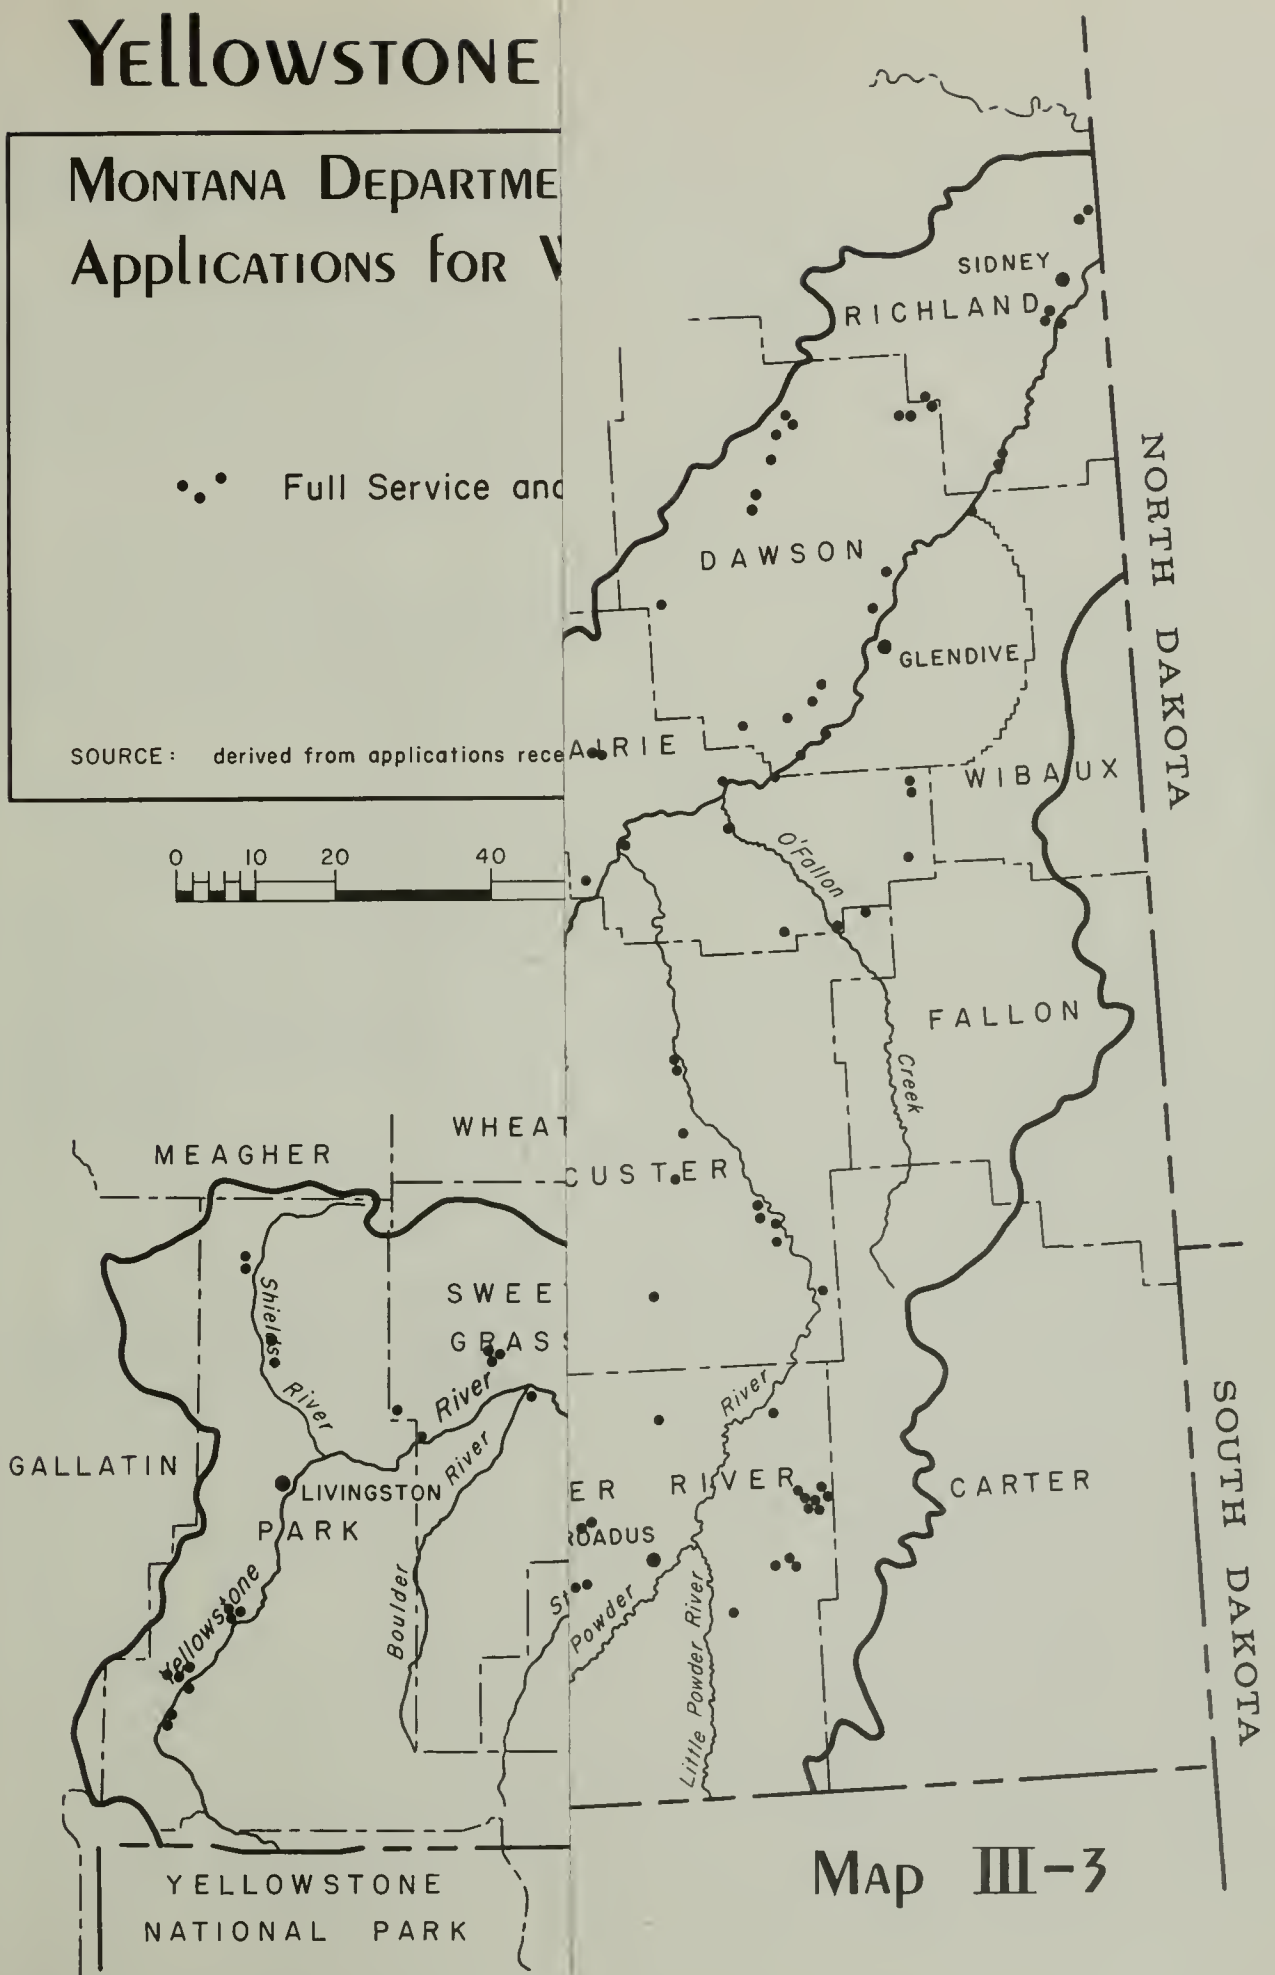 YEllOWSTONE
MONTANA DEpARTME
AppliCATIONS fOR
Full Service and
SOURCE: derived from applications rece
0 10 20 40
MEAGHER
WHEAT
SWEE
GRASS
Shields
River
River
GALLATIN
LIVINGSTON
PARK
River
Boulder
Yellowstone
St
YELLOWSTONE
NATIONAL PARK
SIDNEY
RICHLAND
NORTH DAKOTA
DAWSON
GLENDIVE
AIRIE
WIBAUX
O'Fallon
FALLON
Creek
CUSTER
River
ER RIVER
CARTER
ROADUS
Powder
Little Powder River
SOUTH DAKOTA
MAp III-3